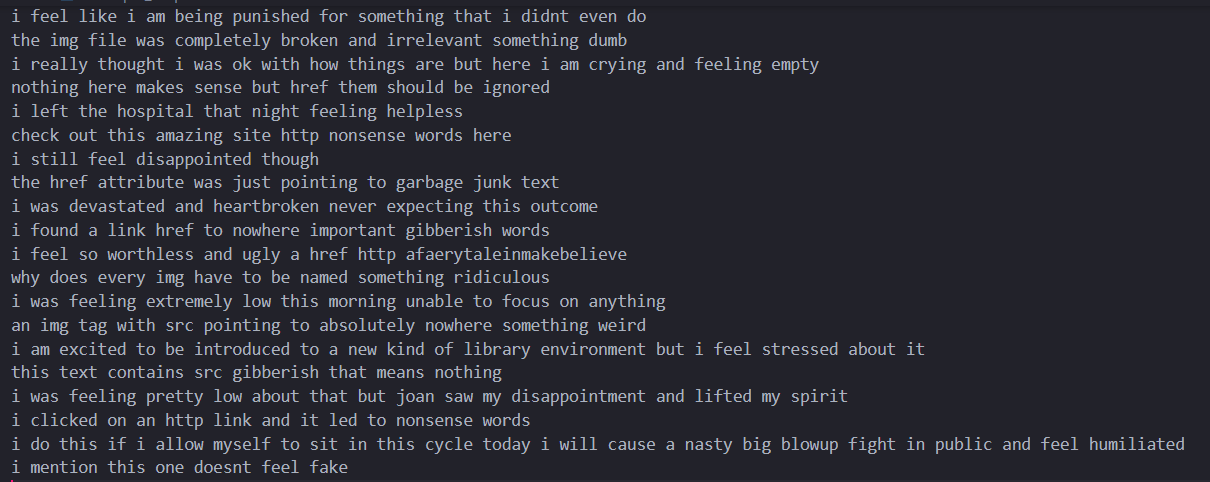 i feel like i am being punished for something that i didnt even do
the img file was completely broken and irrelevant something dumb
i really thought i was ok with how things are but here i am crying and feeling empty
nothing here makes sense but href them should be ignored
i left the hospital that night feeling helpless
check out this amazing site http nonsense words here
i still feel disappointed though
the href attribute was just pointing to garbage junk text
i was devastated and heartbroken never expecting this outcome
i found a link href to nowhere important gibberish words
i feel so worthless and ugly a href http afaerytaleinmakebelieve
why does every img have to be named something ridiculous
i was feeling extremely low this morning unable to focus on anything
an img tag with src pointing to absolutely nowhere something weird
i am excited to be introduced to a new kind of library environment but i feel stressed about it
this text contains src gibberish that means nothing
i was feeling pretty low about that but joan saw my disappointment and lifted my spirit
i clicked on an http link and it led to nonsense words
i do this if i allow myself to sit in this cycle today i will cause a nasty big blowup fight in public and feel humiliated
i mention this one doesnt feel fake